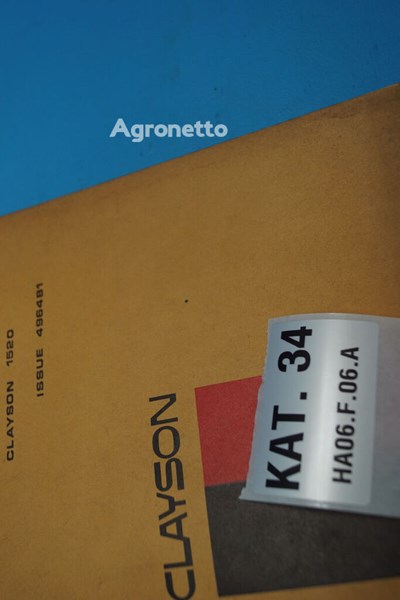 Agronetto
CLAYSON 1520
ISSUE 496481
CLAYSON
KAT. 34
HA06.F.06.A